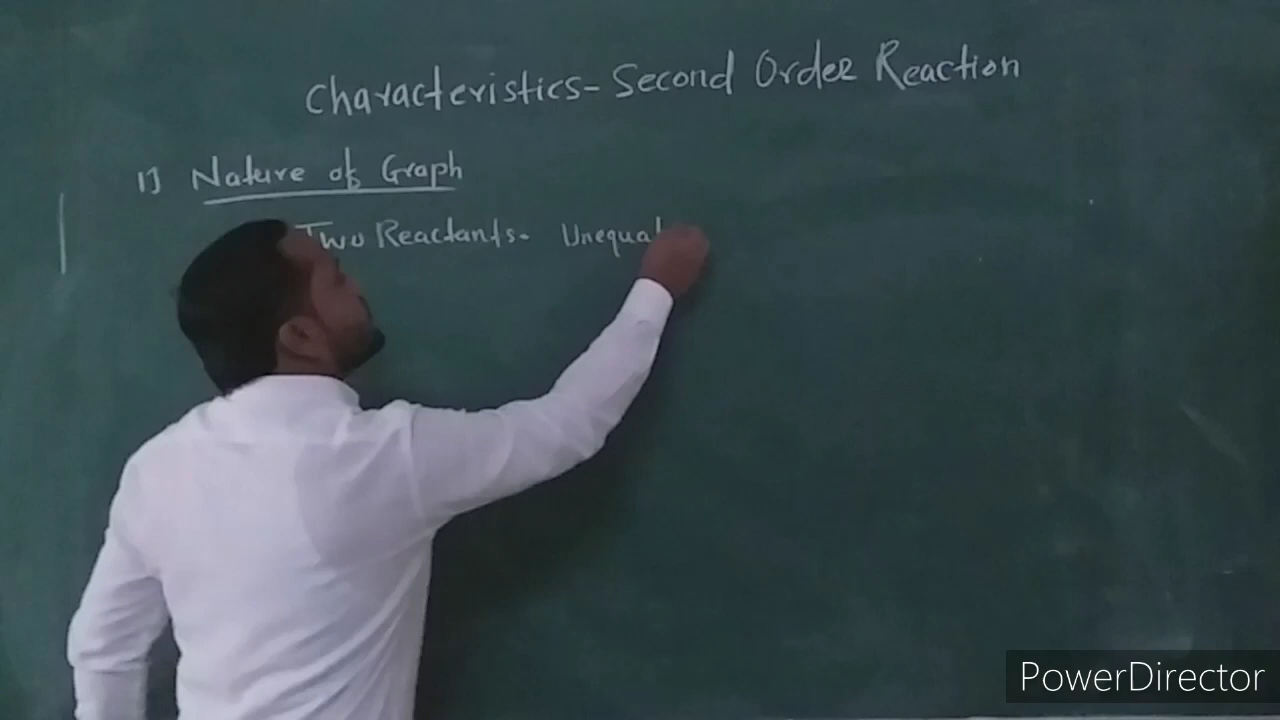 Characteristics - Second Order Reaction
1) Nature of Graph
Two Reactants - Unequal
PowerDirector